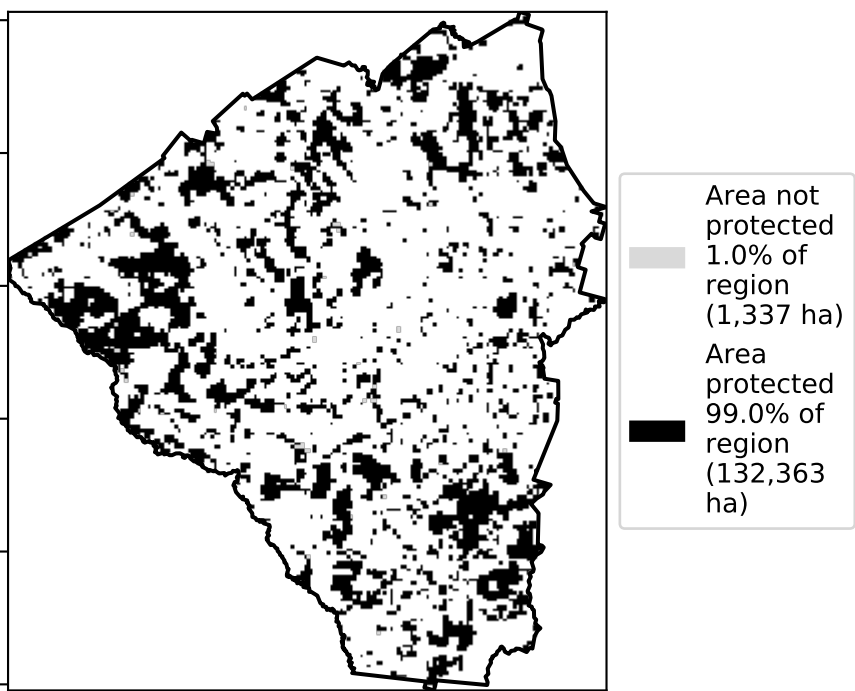 Area not
protected
1.0% of
region
(1,337 ha)
Area
protected
99.0% of
region
(132,363
ha)